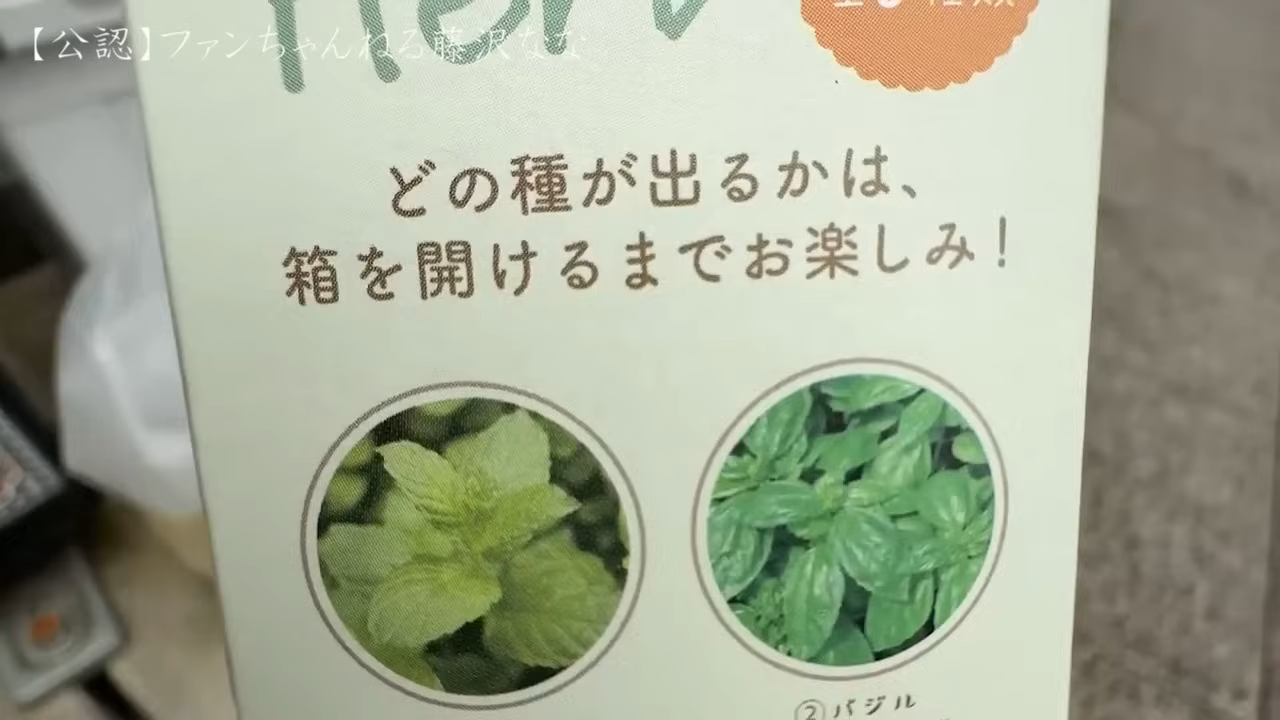 【公認】ファンちゃんねる藤沢なな
Herb
どの種が出るかは、
箱を開けるまでお楽しみ！
②バジル